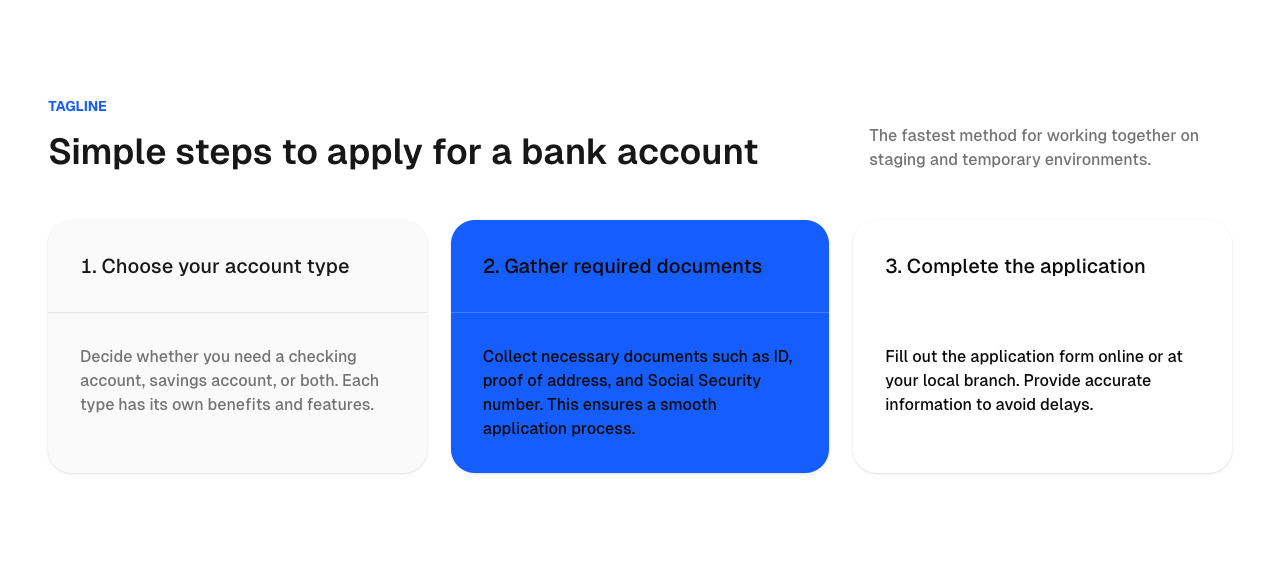 TAGLINE
Simple steps to apply for a bank account
The fastest method for working together on
staging and temporary environments.
1. Choose your account type
Decide whether you need a checking
account, savings account, or both. Each
type has its own benefits and features.
2. Gather required documents
Collect necessary documents such as ID,
proof of address, and Social Security
number. This ensures a smooth
application process.
3. Complete the application
Fill out the application form online or at
your local branch. Provide accurate
information to avoid delays.